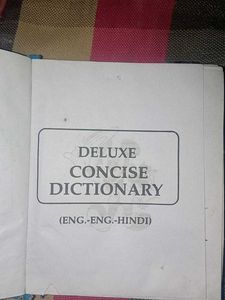 DELUXE
CONCISE
DICTIONARY
(ENG.-ENG.-HINDI)